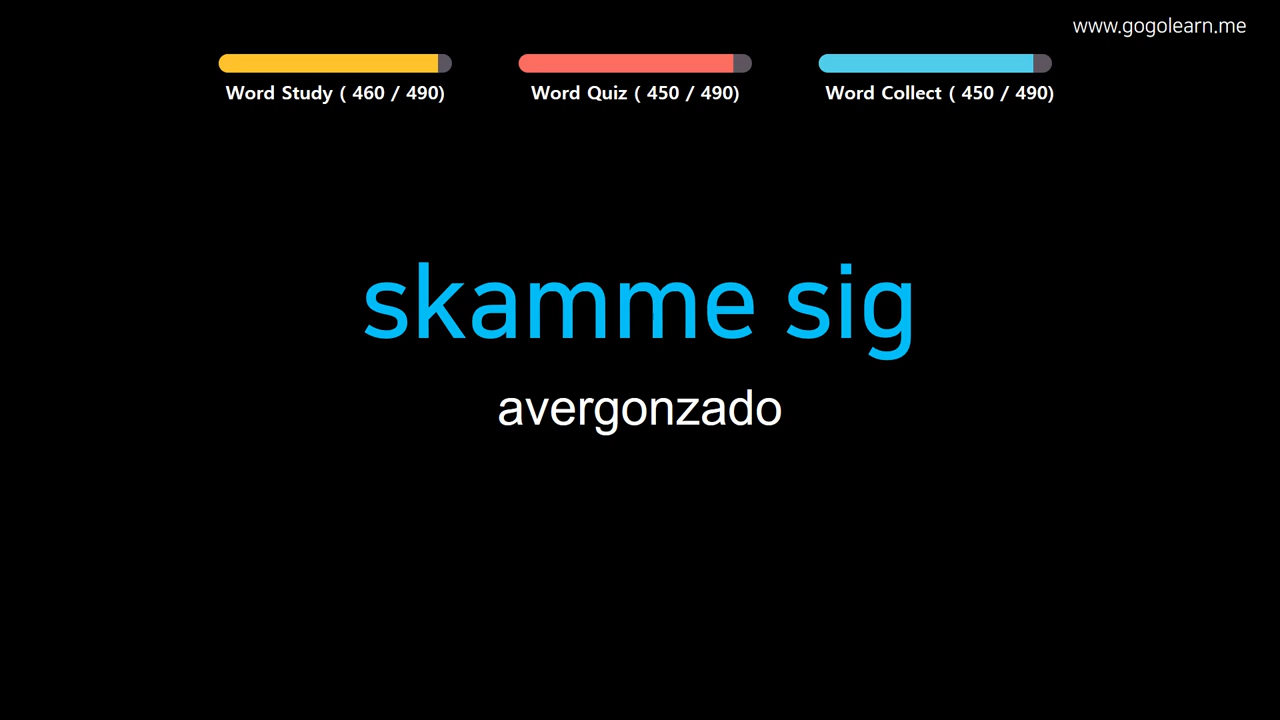 www.gogolearn.me
Word Study ( 460 / 490)
Word Quiz ( 450 / 490)
Word Collect ( 450 / 490)
skamme sig
avergonzado